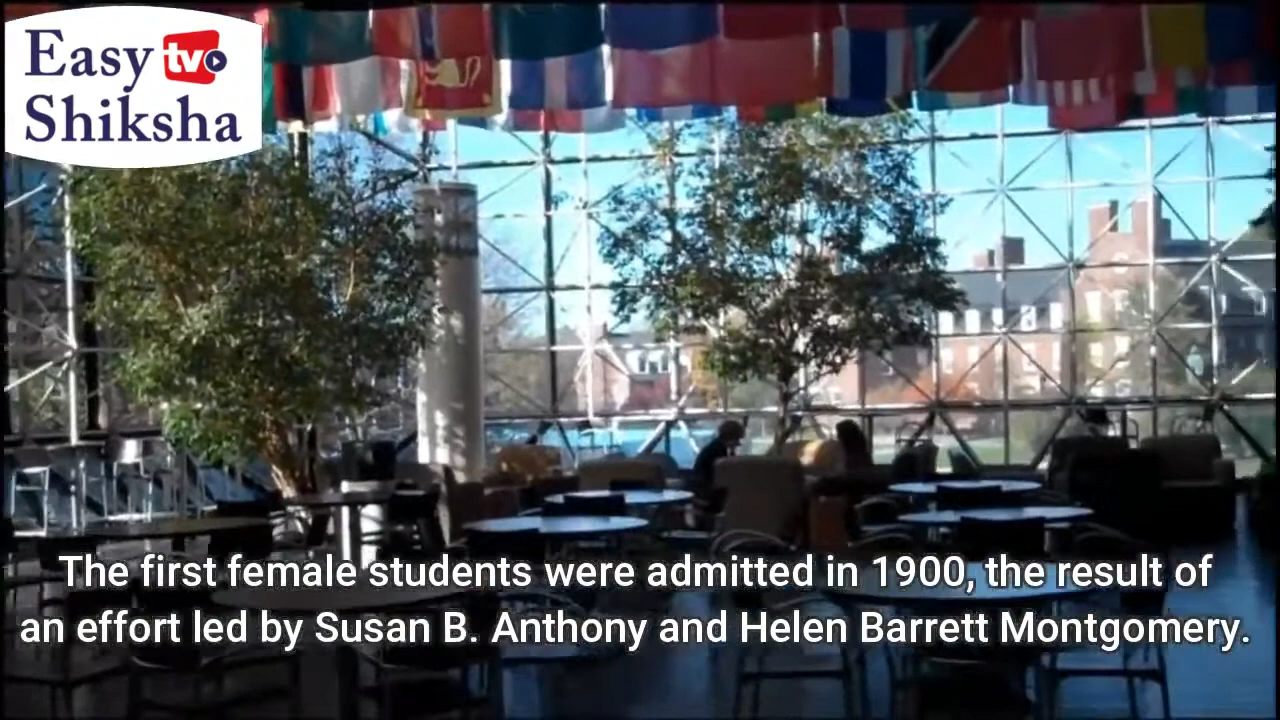 Easy tv
Shiksha
The first female students were admitted in 1900, the result of
an effort led by Susan B. Anthony and Helen Barrett Montgomery.